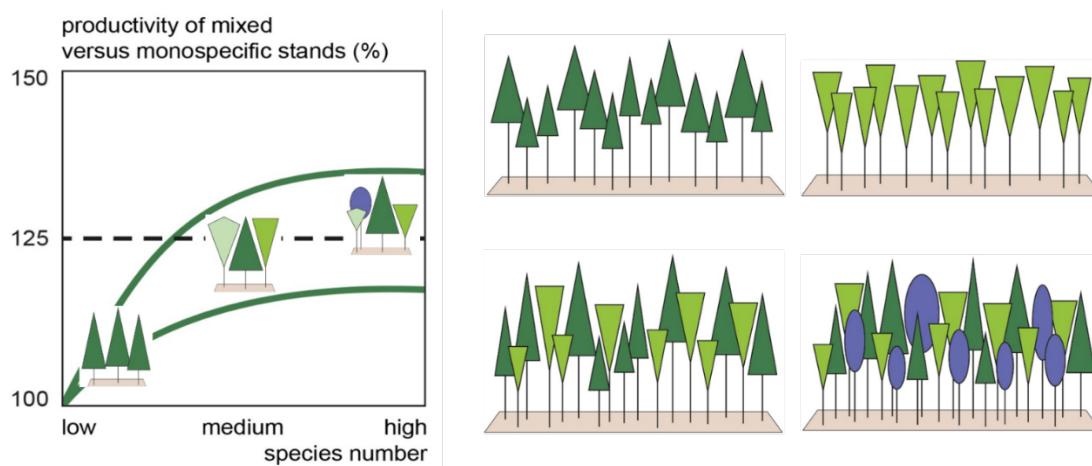 productivity of mixed
versus monospecific stands (%)
150
125
100
low medium high
species number